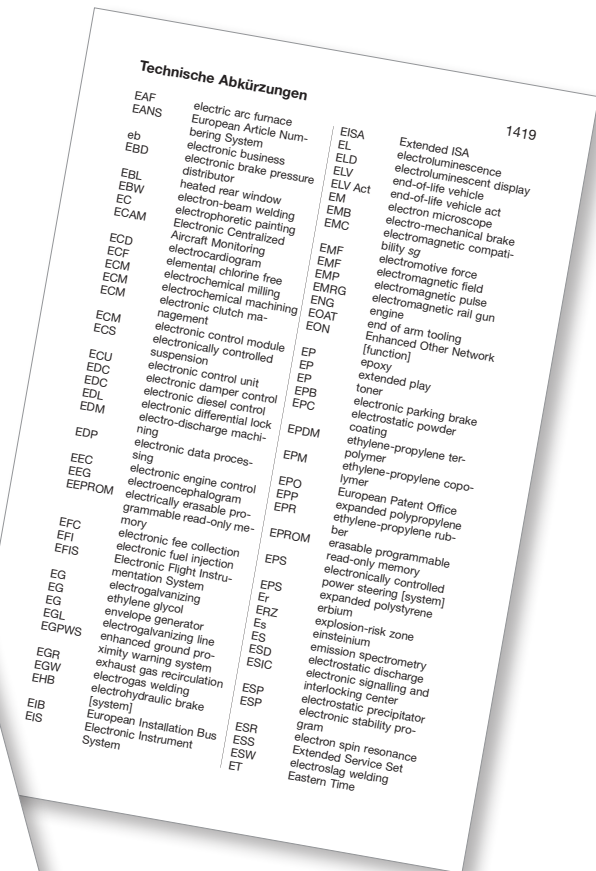 Technische Abkürzungen
1419
EAF electric arc furnace
EANS European Article Num-
bering System
eb electronic business
EBD electronic brake pressure
distributor
EBL heated rear window
EBW electron-beam welding
EC electrophoretic painting
ECAM Electronic Centralized
Aircraft Monitoring
ECD electrocardiogram
ECF elemental chlorine free
ECM electrochemical milling
ECM electrochemical machining
ECM electronic clutch ma-
nagement
ECM electronic control module
ECS electronically controlled
suspension
ECU electronic control unit
EDC electronic damper control
EDC electronic diesel control
EDL electronic differential lock
EDM electro-discharge machi-
ning
EDP electronic data proces-
sing
EEC electronic engine control
EEG electroencephalogram
EEPROM electrically erasable pro-
grammable read-only me-
mory
EFC electronic fee collection
EFI electronic fuel injection
EFIS Electronic Flight Instru-
mentation System
EG electrogalvanizing
EG ethylene glycol
EG envelope generator
EGL electrogalvanizing line
EGPWS enhanced ground pro-
ximity warning system
EGR exhaust gas recirculation
EGW electrogas welding
EHB electrohydraulic brake
[system]
EIB European Installation Bus
EIS Electronic Instrument
System
EISA Extended ISA
EL electroluminescence
ELD electroluminescent display
ELV end-of-life vehicle
ELV Act end-of-life vehicle act
EM electron microscope
EMB electro-mechanical brake
EMC electromagnetic compati-
bility sg
EMF electromotive force
EMF electromagnetic field
EMP electromagnetic pulse
EMRG electromagnetic rail gun
ENG engine
EOAT end of arm tooling
EON Enhanced Other Network
[function]
EP epoxy
EP extended play
EP toner
EPB electronic parking brake
EPC electrostatic powder
coating
EPDM ethylene-propylene ter-
polymer
EPM ethylene-propylene copo-
lymer
EPO European Patent Office
EPP expanded polypropylene
EPR ethylene-propylene rub-
ber
EPROM erasable programmable
read-only memory
EPS electronically controlled
power steering [system]
EPS expanded polystyrene
Er erbium
ERZ explosion-risk zone
Es einsteinium
ES emission spectrometry
ESD electrostatic discharge
ESIC electronic signalling and
interlocking center
ESP electrostatic precipitator
ESP electronic stability pro-
gram
ESR electron spin resonance
ESS Extended Service Set
ESW electroslag welding
ET Eastern Time